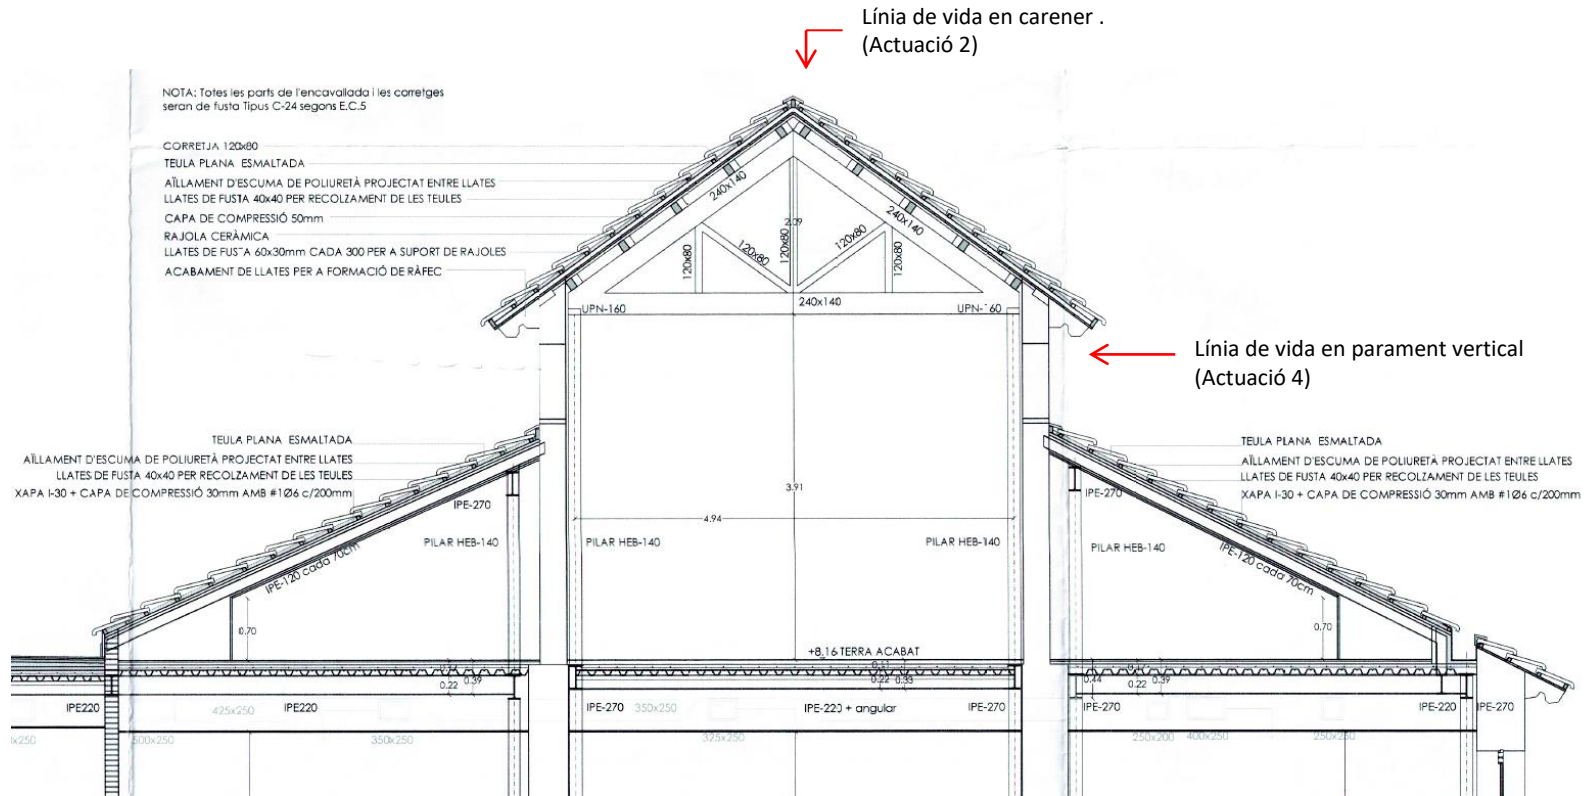 Línia de vida en carener .
(Actuació 2)
NOTA: Totes les parts de l'encavallada i les corretges
seran de fusta Tipus C-24 segons E.C.5
CORRETJA 120x80
TEULA PLANA ESMALTADA
AÏLLAMENT D'ESCUMA DE POLIURETÀ PROJECTAT ENTRE LLATES
LLATES DE FUSTA 40x40 PER RECOLZAMENT DE LES TEULES
CAPA DE COMPRESSIÓ 50mm
RAJOLA CERÀMICA
LLATES DE FUSTA 60x30mm CADA 300 PER A SUPORT DE RAJOLES
ACABAMENT DE LLATES PER A FORMACIÓ DE RÀFEC
240x140
240x140
120x80
120x80
120x80
120x80
120x80
240x140
UPN-160
UPN-160
Línia de vida en parament vertical
(Actuació 4)
TEULA PLANA ESMALTADA
AÏLLAMENT D'ESCUMA DE POLIURETÀ PROJECTAT ENTRE LLATES
LLATES DE FUSTA 40x40 PER RECOLZAMENT DE LES TEULES
XAPA I-30 + CAPA DE COMPRESSIÓ 30mm AMB #1Ø6 c/200mm
TEULA PLANA ESMALTADA
AÏLLAMENT D'ESCUMA DE POLIURETÀ PROJECTAT ENTRE LLATES
LLATES DE FUSTA 40x40 PER RECOLZAMENT DE LES TEULES
XAPA I-30 + CAPA DE COMPRESSIÓ 30mm AMB #1Ø6 c/200mm
IPE-270
IPE-270
3.91
4.94
PILAR HEB-140
PILAR HEB-140
PILAR HEB-140
PILAR HEB-140
IPE-120 cada 70cm
IPE-120 cada 70cm
0.70
0.70
+8,16 TERRA ACABAT
0.22
0.39
0.22
0.33
0.44
0.22
0.39
IPE220
425x250
IPE220
IPE-270
350x250
IPE-220 + angular
IPE-270
IPE-270
IPE-220
IPE-270
500x250
350x250
325x250
250x200
400x250
250x250